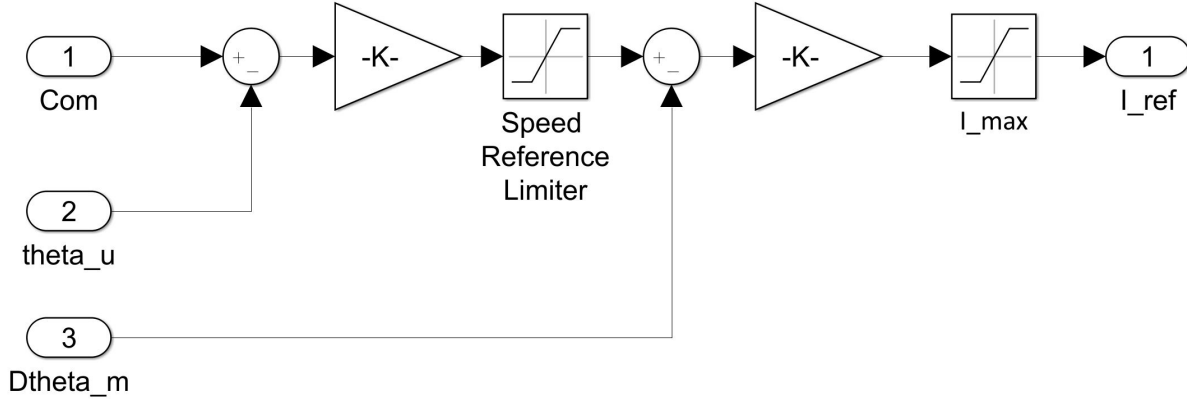 1
Com
+
_
-K-
Speed
Reference
Limiter
+
_
-K-
I_max
1
I_ref
2
theta_u
3
Dtheta_m